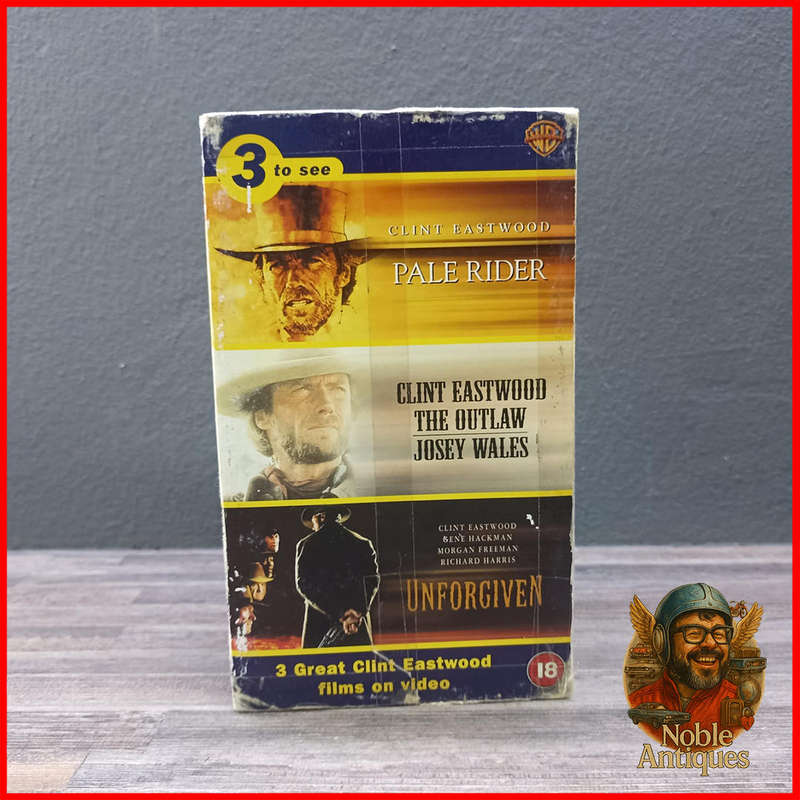 3 to see
WB
CLINT EASTWOOD
PALE RIDER
CLINT EASTWOOD
THE OUTLAW
JOSEY WALES
CLINT EASTWOOD
GENE HACKMAN
MORGAN FREEMAN
RICHARD HARRIS
UNFORGIVEN
3 Great Clint Eastwood
films on video
18
Noble
Antiques